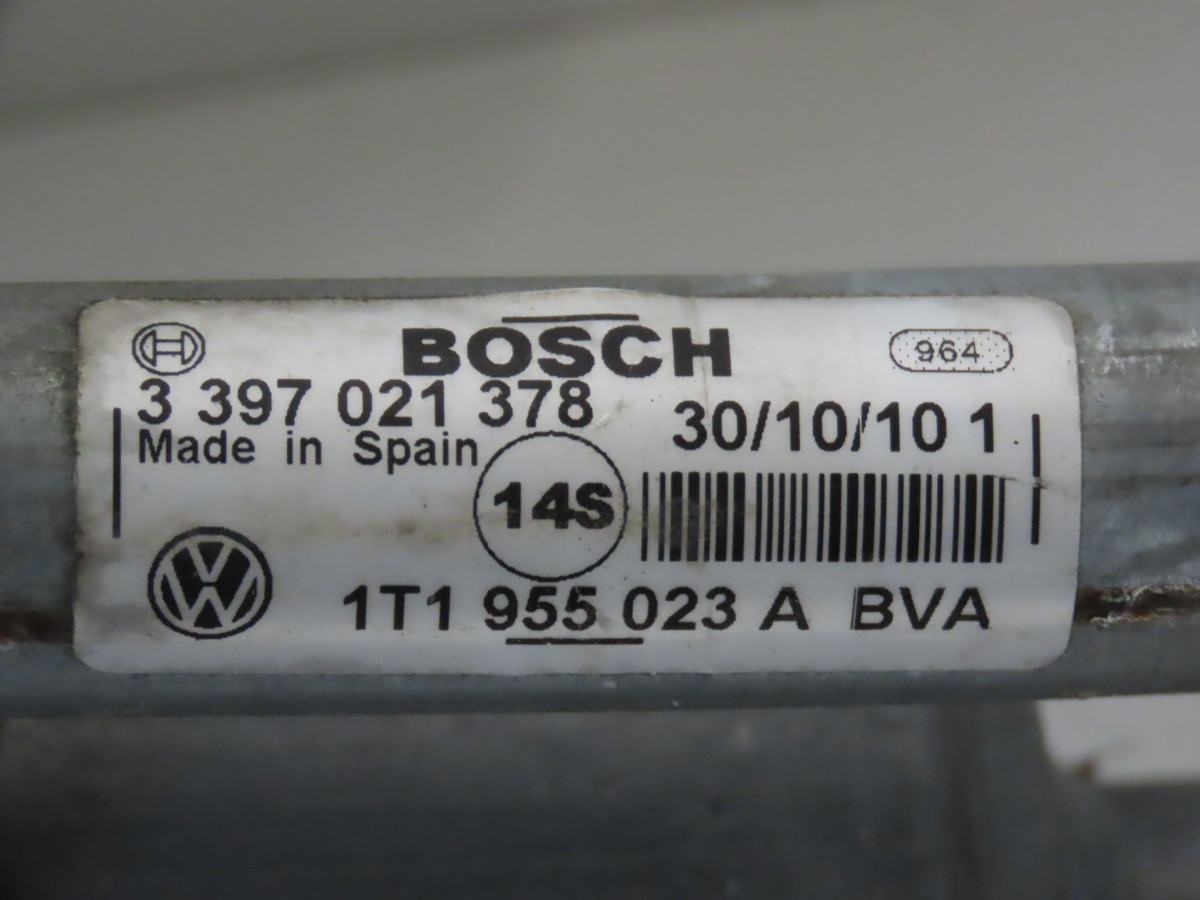 BOSCH
964
3 397 021 378
30/10/10 1
Made in Spain
14S
1T1 955 023 A BVA